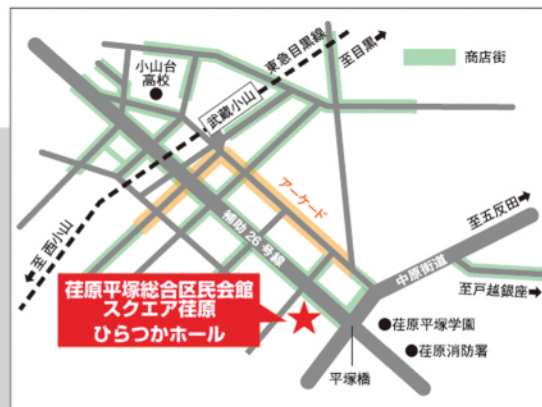 小山台
高校
東急目黒線
至目黒
商店街
武蔵小山
アーケード
補助26号線
至西小山
至五反田
中原街道
至戸越銀座
荏原平塚総合区民会館
スクエア荏原
ひらつかホール
荏原平塚学園
荏原消防署
平塚橋